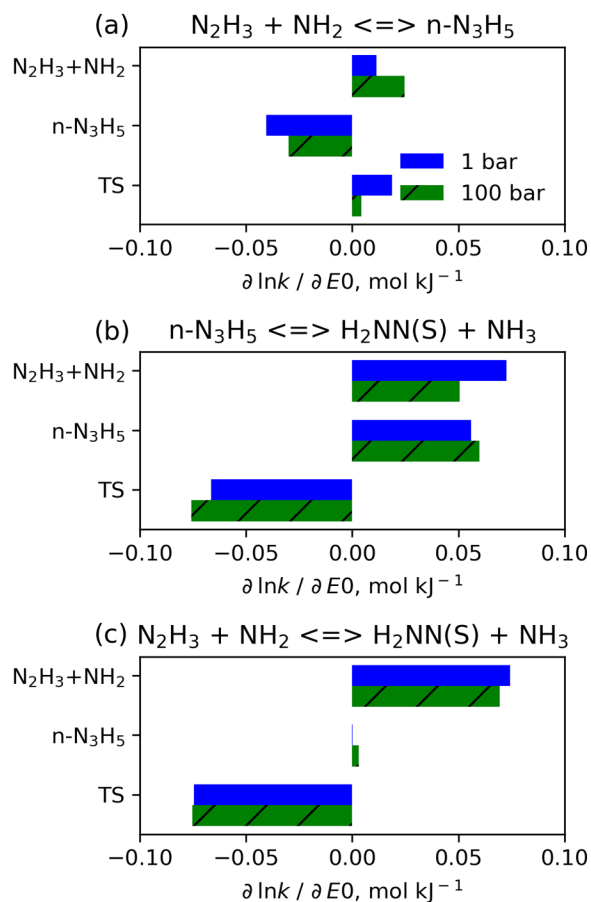 (a) N₂H₃ + NH₂ <=> n-N₃H₅
N₂H₃+NH₂
n-N₃H₅
TS
1 bar
100 bar
−0.10 −0.05 0.00 0.05 0.10
∂ lnk / ∂ E0, mol kJ⁻¹
(b) n-N₃H₅ <=> H₂NN(S) + NH₃
N₂H₃+NH₂
n-N₃H₅
TS
−0.10 −0.05 0.00 0.05 0.10
∂ lnk / ∂ E0, mol kJ⁻¹
(c) N₂H₃ + NH₂ <=> H₂NN(S) + NH₃
N₂H₃+NH₂
n-N₃H₅
TS
−0.10 −0.05 0.00 0.05 0.10
∂ lnk / ∂ E0, mol kJ⁻¹